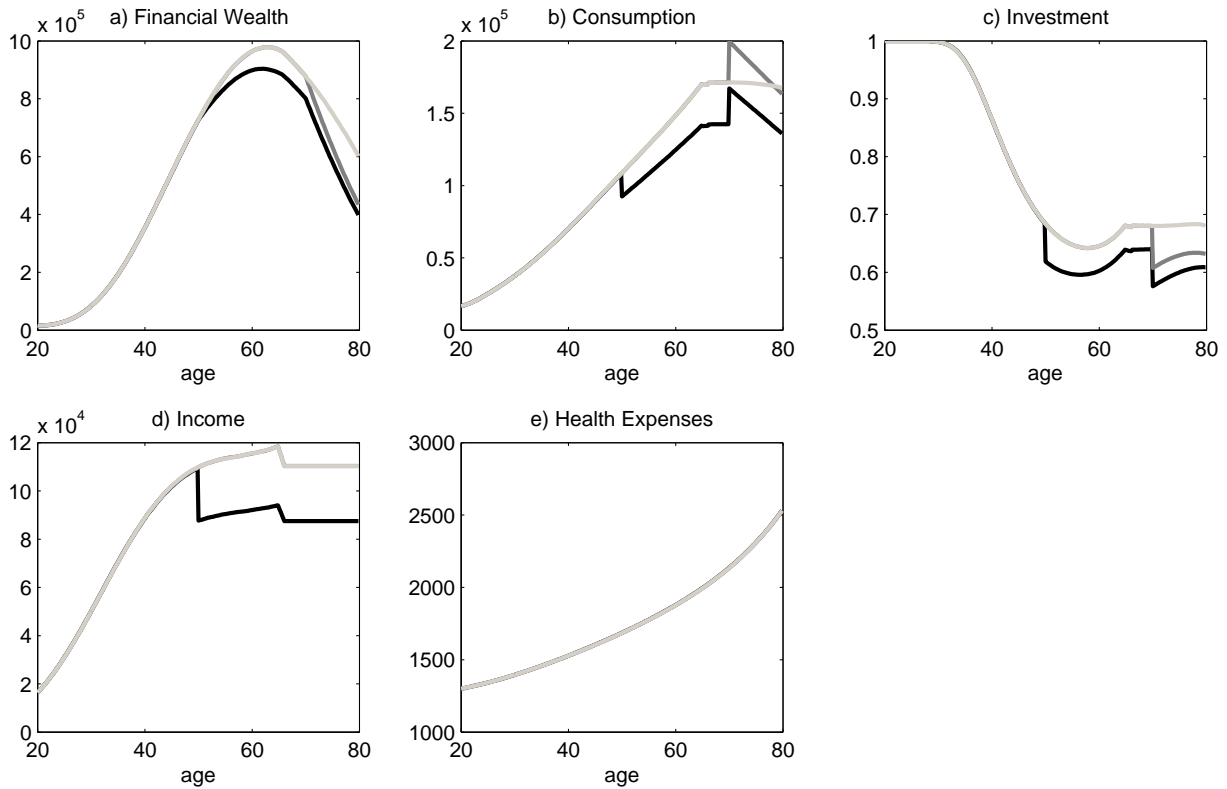 x 10^5
a) Financial Wealth
10
8
6
4
2
0
20 40 60 80
age
x 10^5
b) Consumption
2
1.5
1
0.5
0
20 40 60 80
age
c) Investment
1
0.9
0.8
0.7
0.6
0.5
20 40 60 80
age
x 10^4
d) Income
12
10
8
6
4
2
0
20 40 60 80
age
e) Health Expenses
3000
2500
2000
1500
1000
20 40 60 80
age